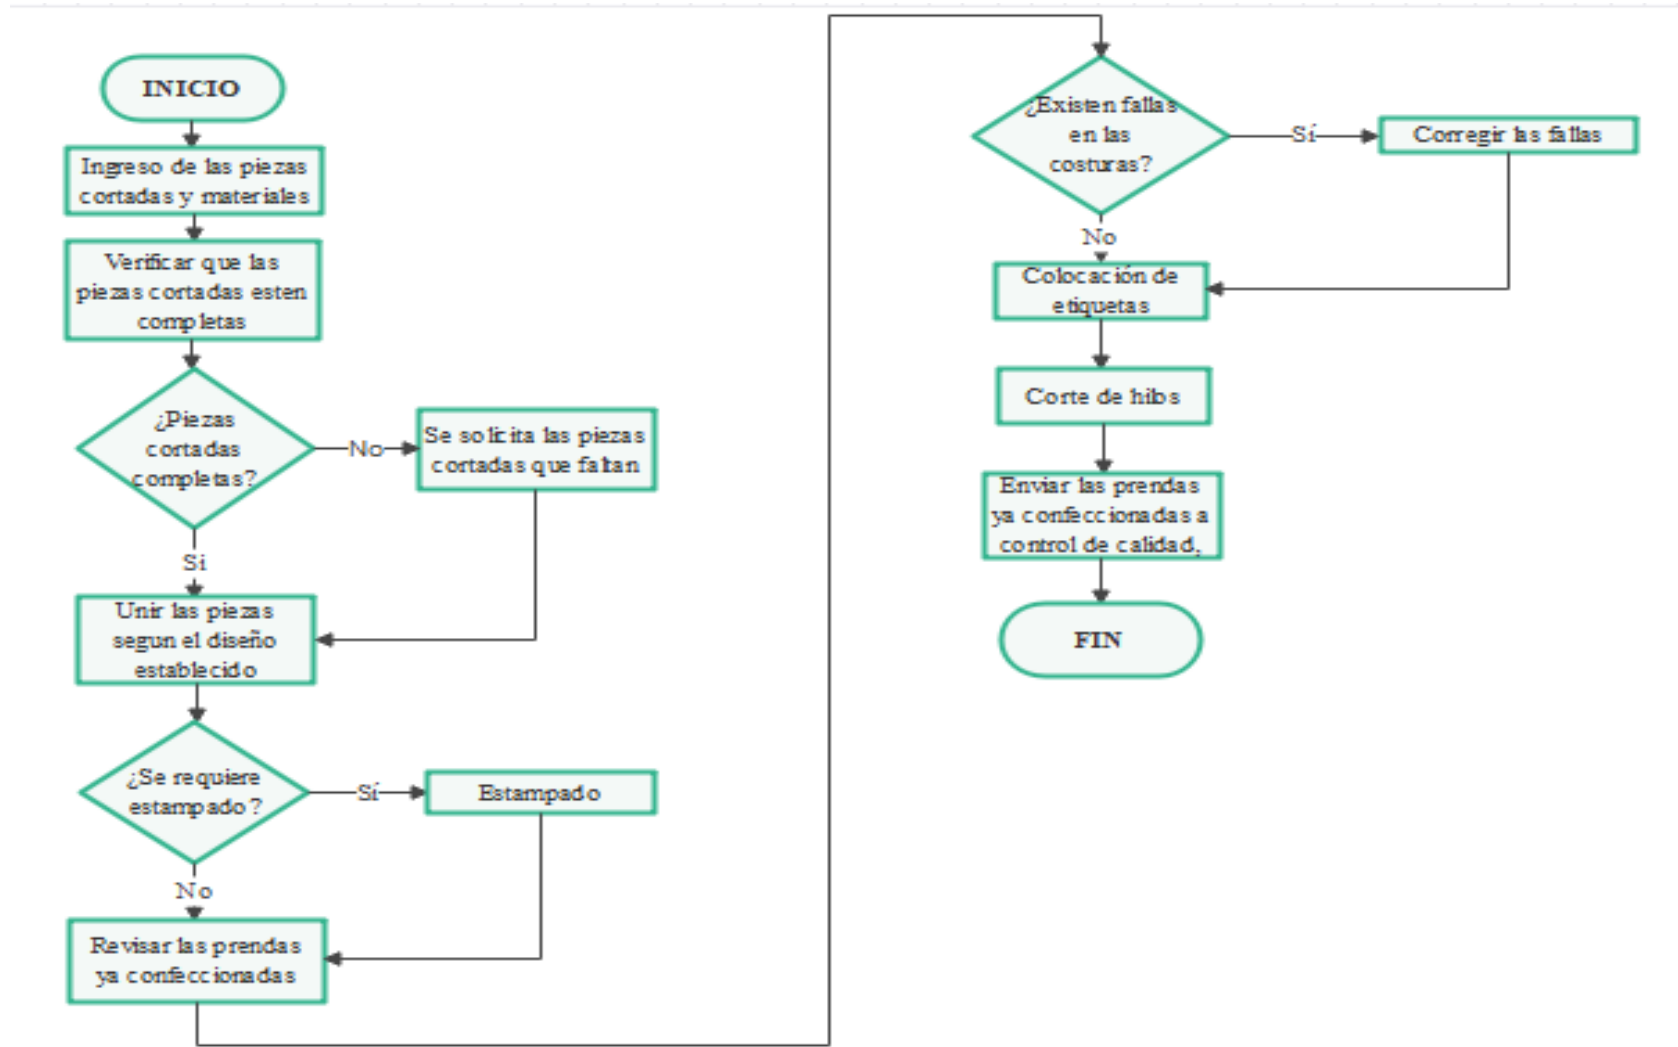 INICIO
Ingreso de las piezas
cortadas y materiales
Verificar que las
piezas cortadas esten
completas
¿Piezas
cortadas
completas?
No
Se solicita las piezas
cortadas que faltan
Si
Unir las piezas
segun el diseño
establecido
¿Se requiere
estampado?
Sí
Estampado
No
Revisar las prendas
ya confeccionadas
¿Existen fallas
en las
costuras?
Sí
Corregir las fallas
No
Colocación de
etiquetas
Corte de hilos
Enviar las prendas
ya confeccionadas a
control de calidad,
FIN